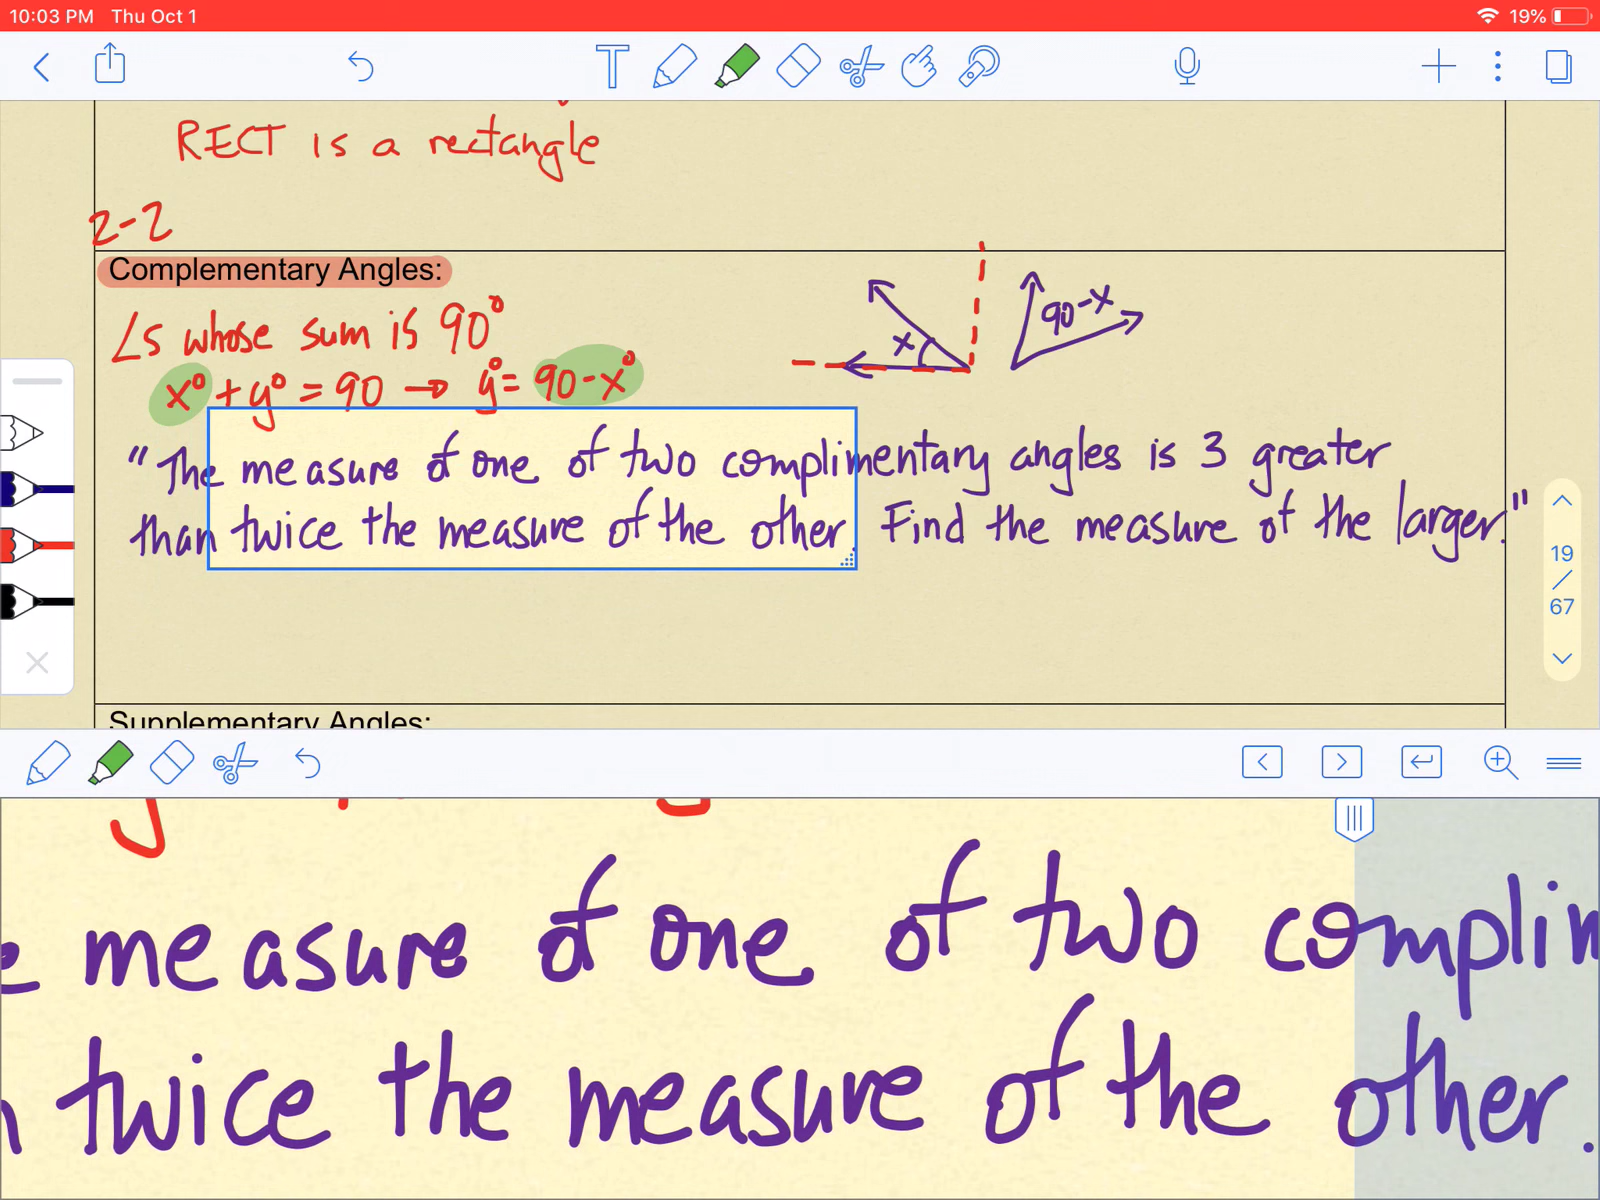 10:03 PM Thu Oct 1
19%
RECT is a rectangle
2-2
Complementary Angles:
∠s whose sum is 90°
x° + y° = 90 → y° = 90-x°
x
90-x
"The measure of one of two complimentary angles is 3 greater
than twice the measure of the other. Find the measure of the larger."
19
/
67
Supplementary Angles:
e measure of one of two complim
n twice the measure of the other.